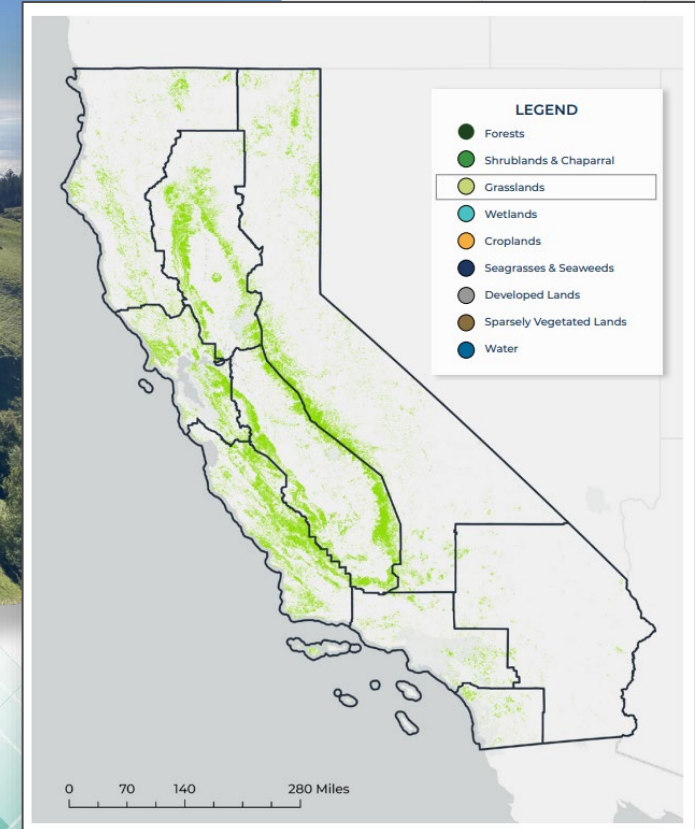 LEGEND
Forests
Shrublands & Chaparral
Grasslands
Wetlands
Croplands
Seagrasses & Seaweeds
Developed Lands
Sparsely Vegetated Lands
Water
0 70 140 280 Miles